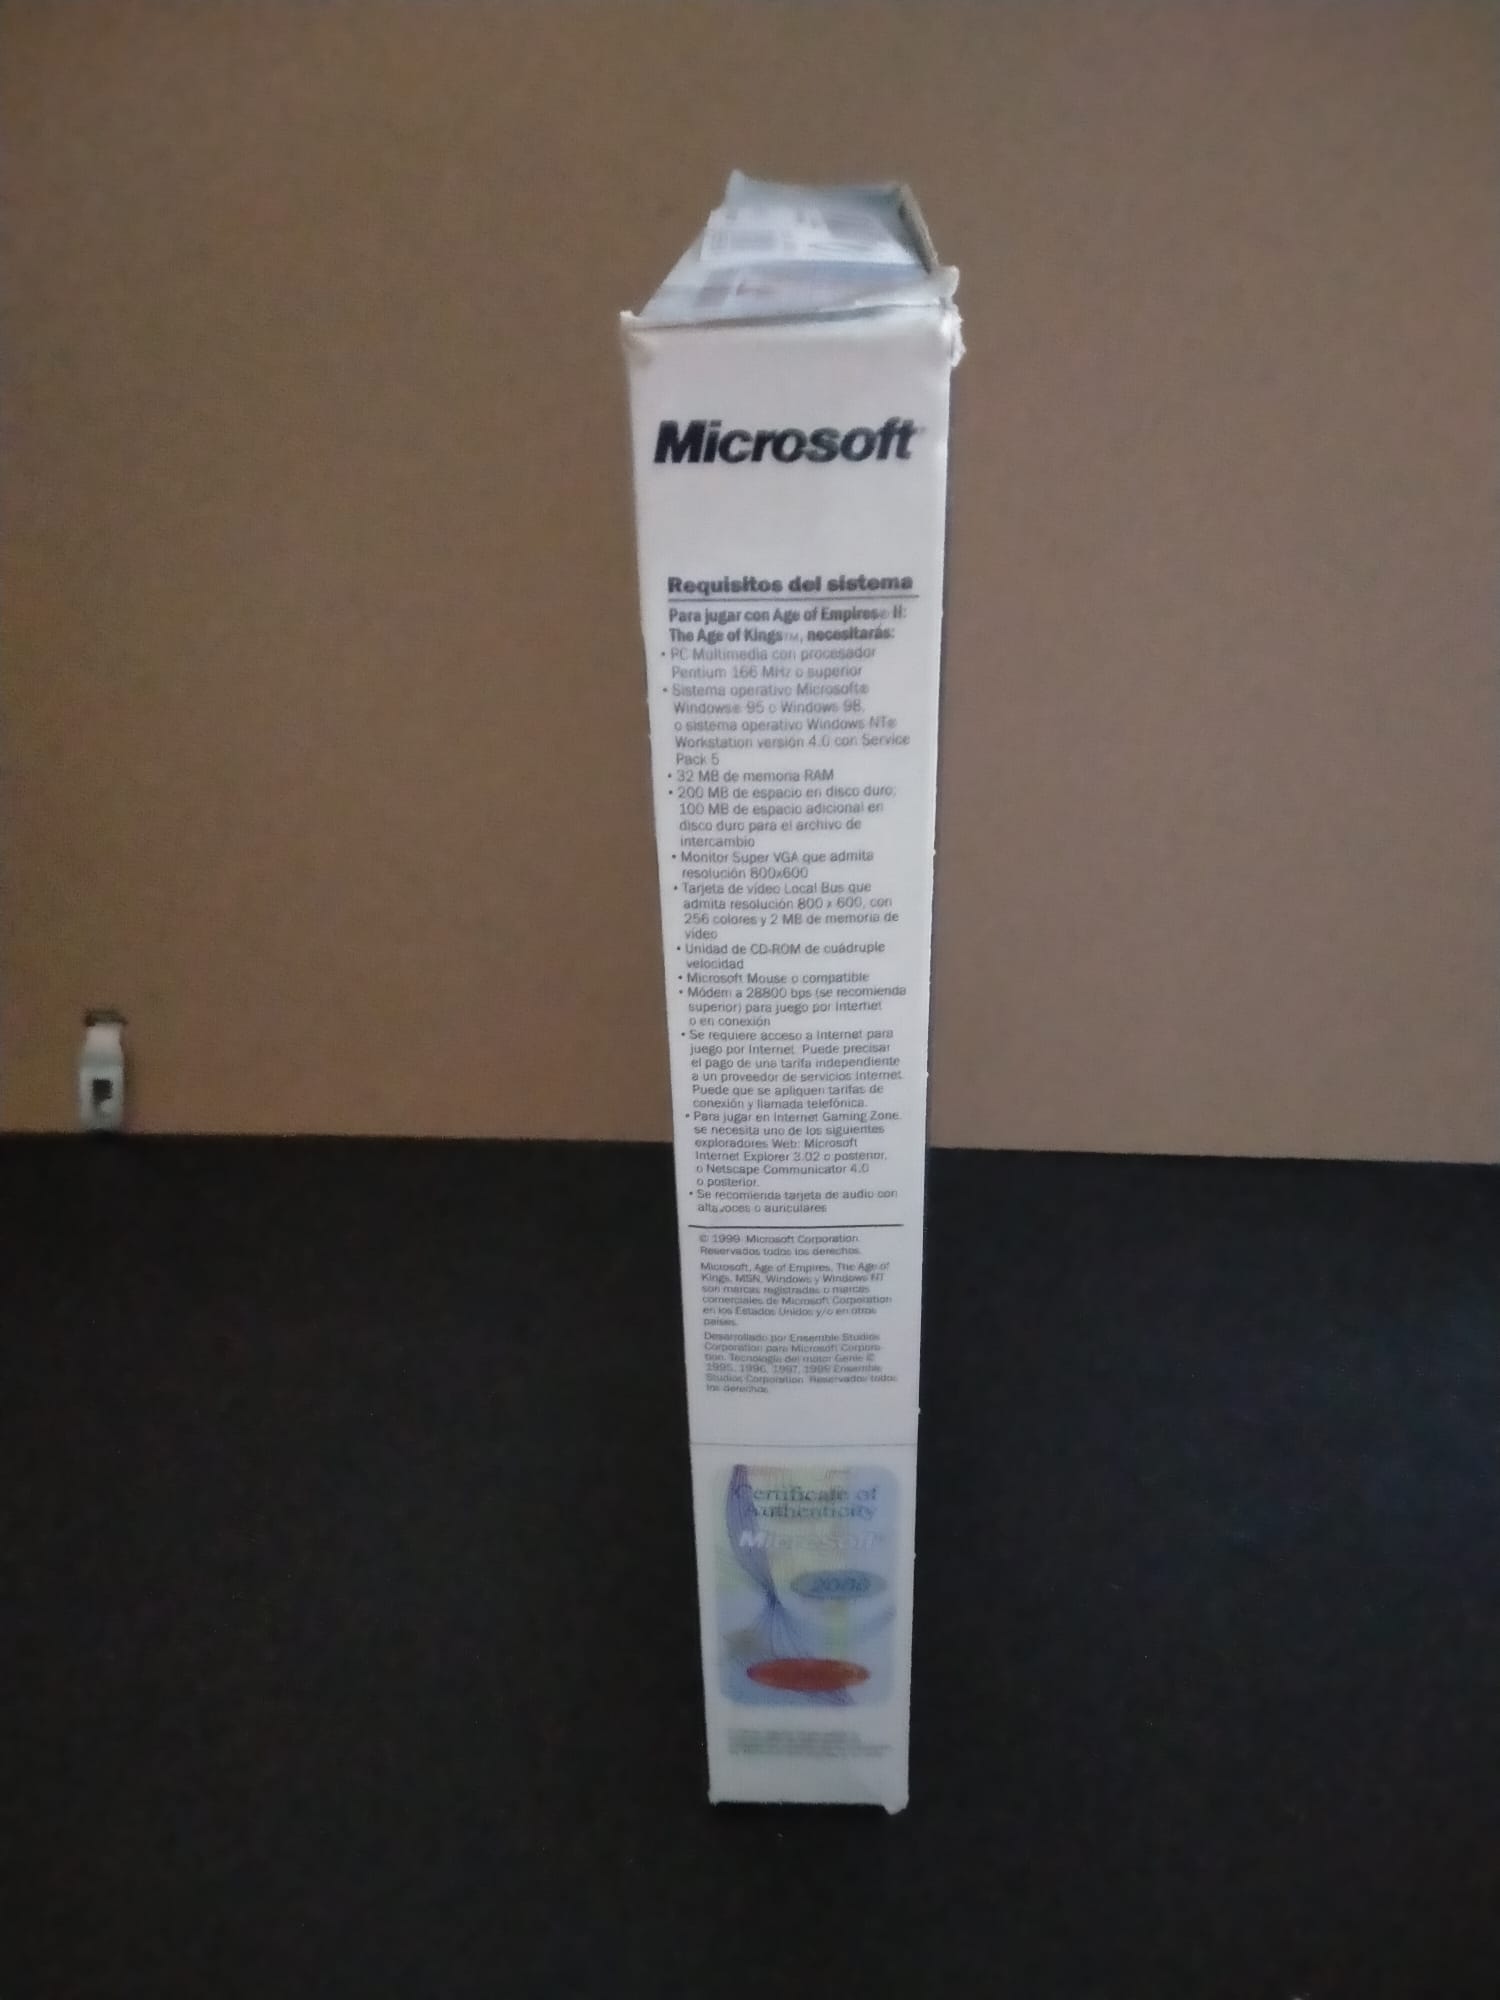 Microsoft
Requisitos del sistema
Para jugar con Age of Empires® II:
The Age of Kings™, necesitarás:
• PC Multimedia con procesador
Pentium 166 MHz o superior
• Sistema operativo Microsoft®
Windows® 95 o Windows 98,
o sistema operativo Windows NT®
Workstation versión 4.0 con Service
Pack 5
• 32 MB de memoria RAM
• 200 MB de espacio en disco duro;
100 MB de espacio adicional en
disco duro para el archivo de
intercambio
• Monitor Super VGA que admita
resolución 800x600
• Tarjeta de vídeo Local Bus que
admita resolución 800 x 600, con
256 colores y 2 MB de memoria de
vídeo
• Unidad de CD-ROM de cuádruple
velocidad
• Microsoft Mouse o compatible
• Módem a 28800 bps (se recomienda
superior) para juego por Internet
o en conexión
• Se requiere acceso a Internet para
juego por Internet. Puede precisar
el pago de una tarifa independiente
a un proveedor de servicios Internet.
Puede que se apliquen tarifas de
conexión y llamada telefónica.
• Para jugar en Internet Gaming Zone,
se necesita uno de los siguientes
exploradores Web: Microsoft
Internet Explorer 3.02 o posterior,
o Netscape Communicator 4.0
o posterior.
• Se recomienda tarjeta de audio con
altavoces o auriculares
© 1999 Microsoft Corporation.
Reservados todos los derechos.
Microsoft, Age of Empires, The Age of
Kings, MSN, Windows y Windows NT
son marcas registradas o marcas
comerciales de Microsoft Corporation
en los Estados Unidos y/o en otros
países.
Desarrollado por Ensemble Studios
Corporation para Microsoft Corpora-
tion. Tecnología del motor Genie ©
1995, 1996, 1997, 1999 Ensemble
Studios Corporation. Reservados todos
los derechos.
Certificate of
Authenticity
Microsoft®
2000